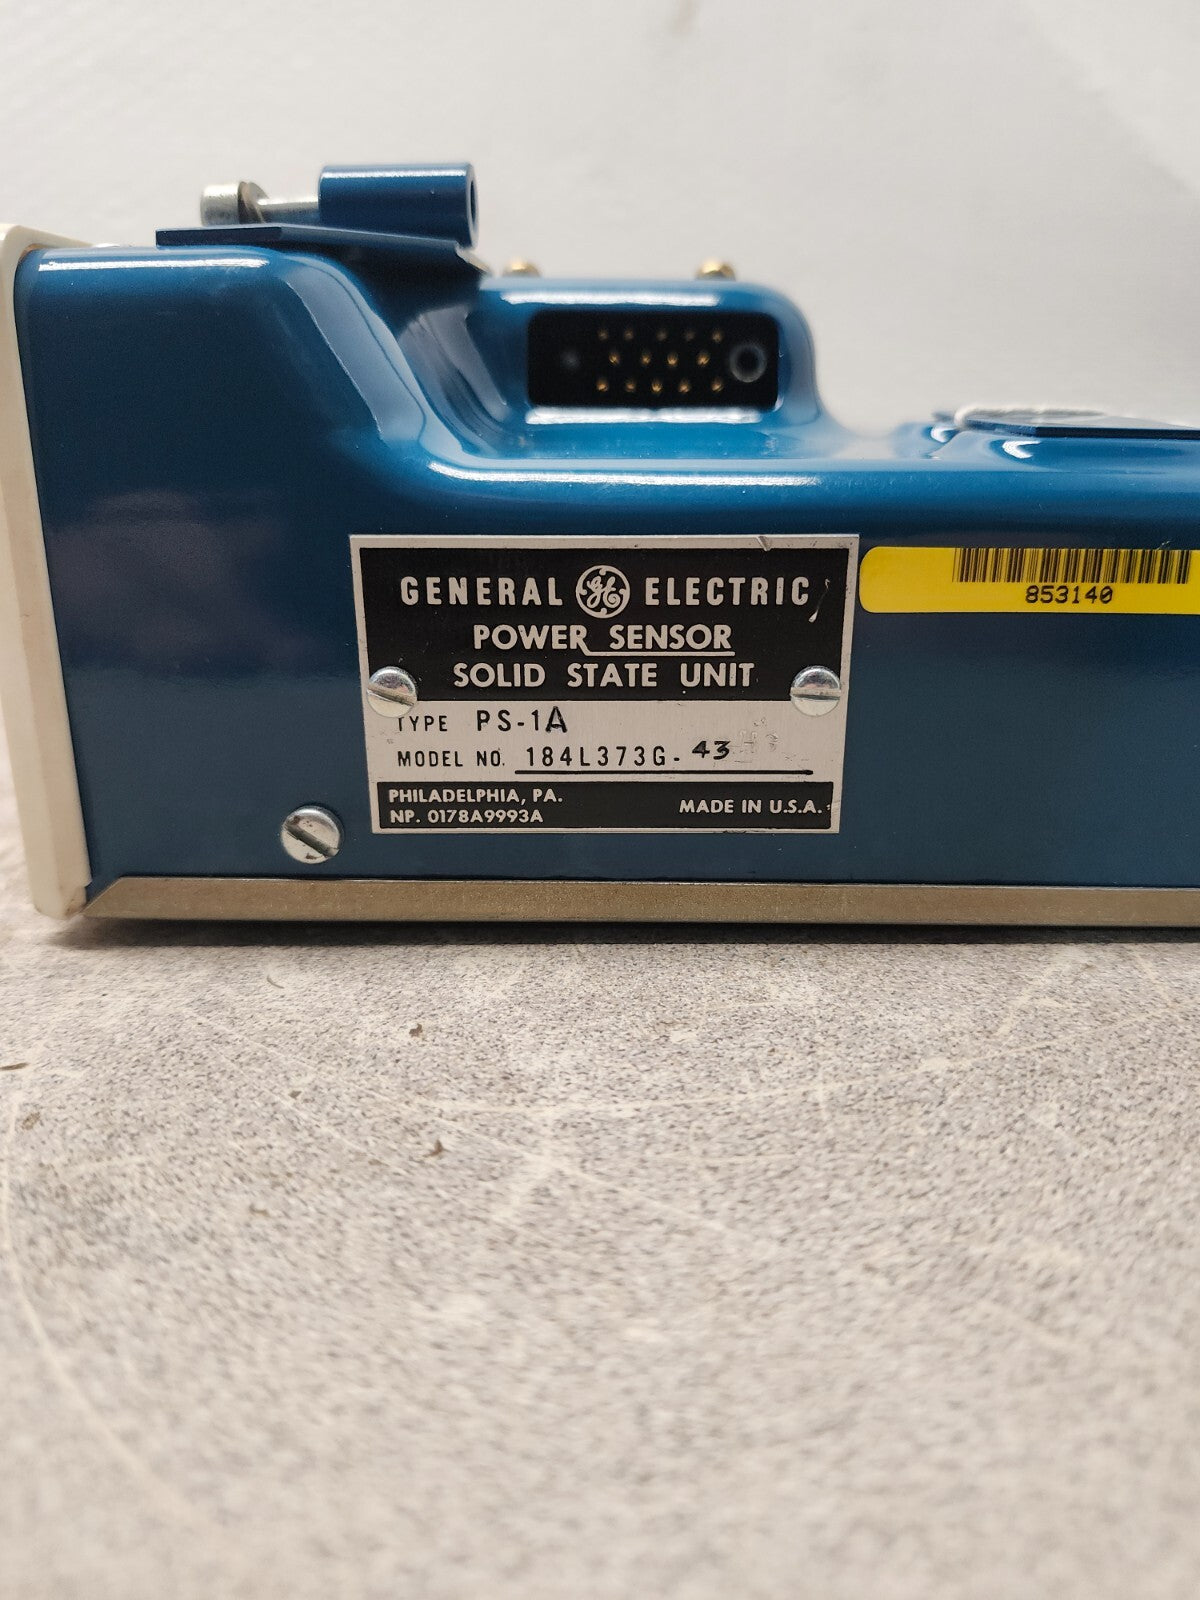 GENERAL GE ELECTRIC
POWER SENSOR
SOLID STATE UNIT
TYPE PS-1A
MODEL NO. 184L373G-43
PHILADELPHIA, PA.
NP. 0178A9993A
MADE IN U.S.A.
853140